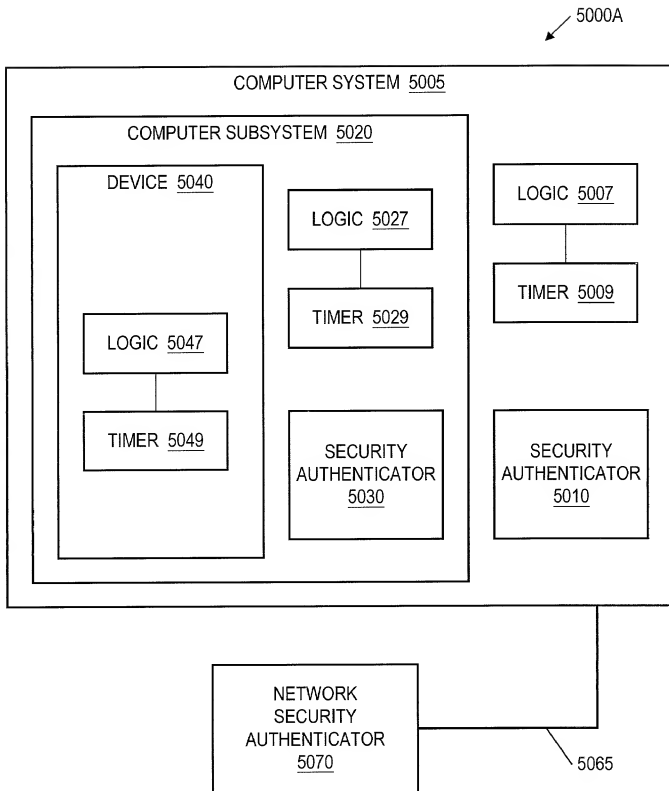 5000A
COMPUTER SYSTEM 5005
COMPUTER SUBSYSTEM 5020
DEVICE 5040
LOGIC 5007
LOGIC 5027
TIMER 5009
TIMER 5029
LOGIC 5047
TIMER 5049
SECURITY
AUTHENTICATOR
5030
SECURITY
AUTHENTICATOR
5010
NETWORK
SECURITY
AUTHENTICATOR
5070
5065